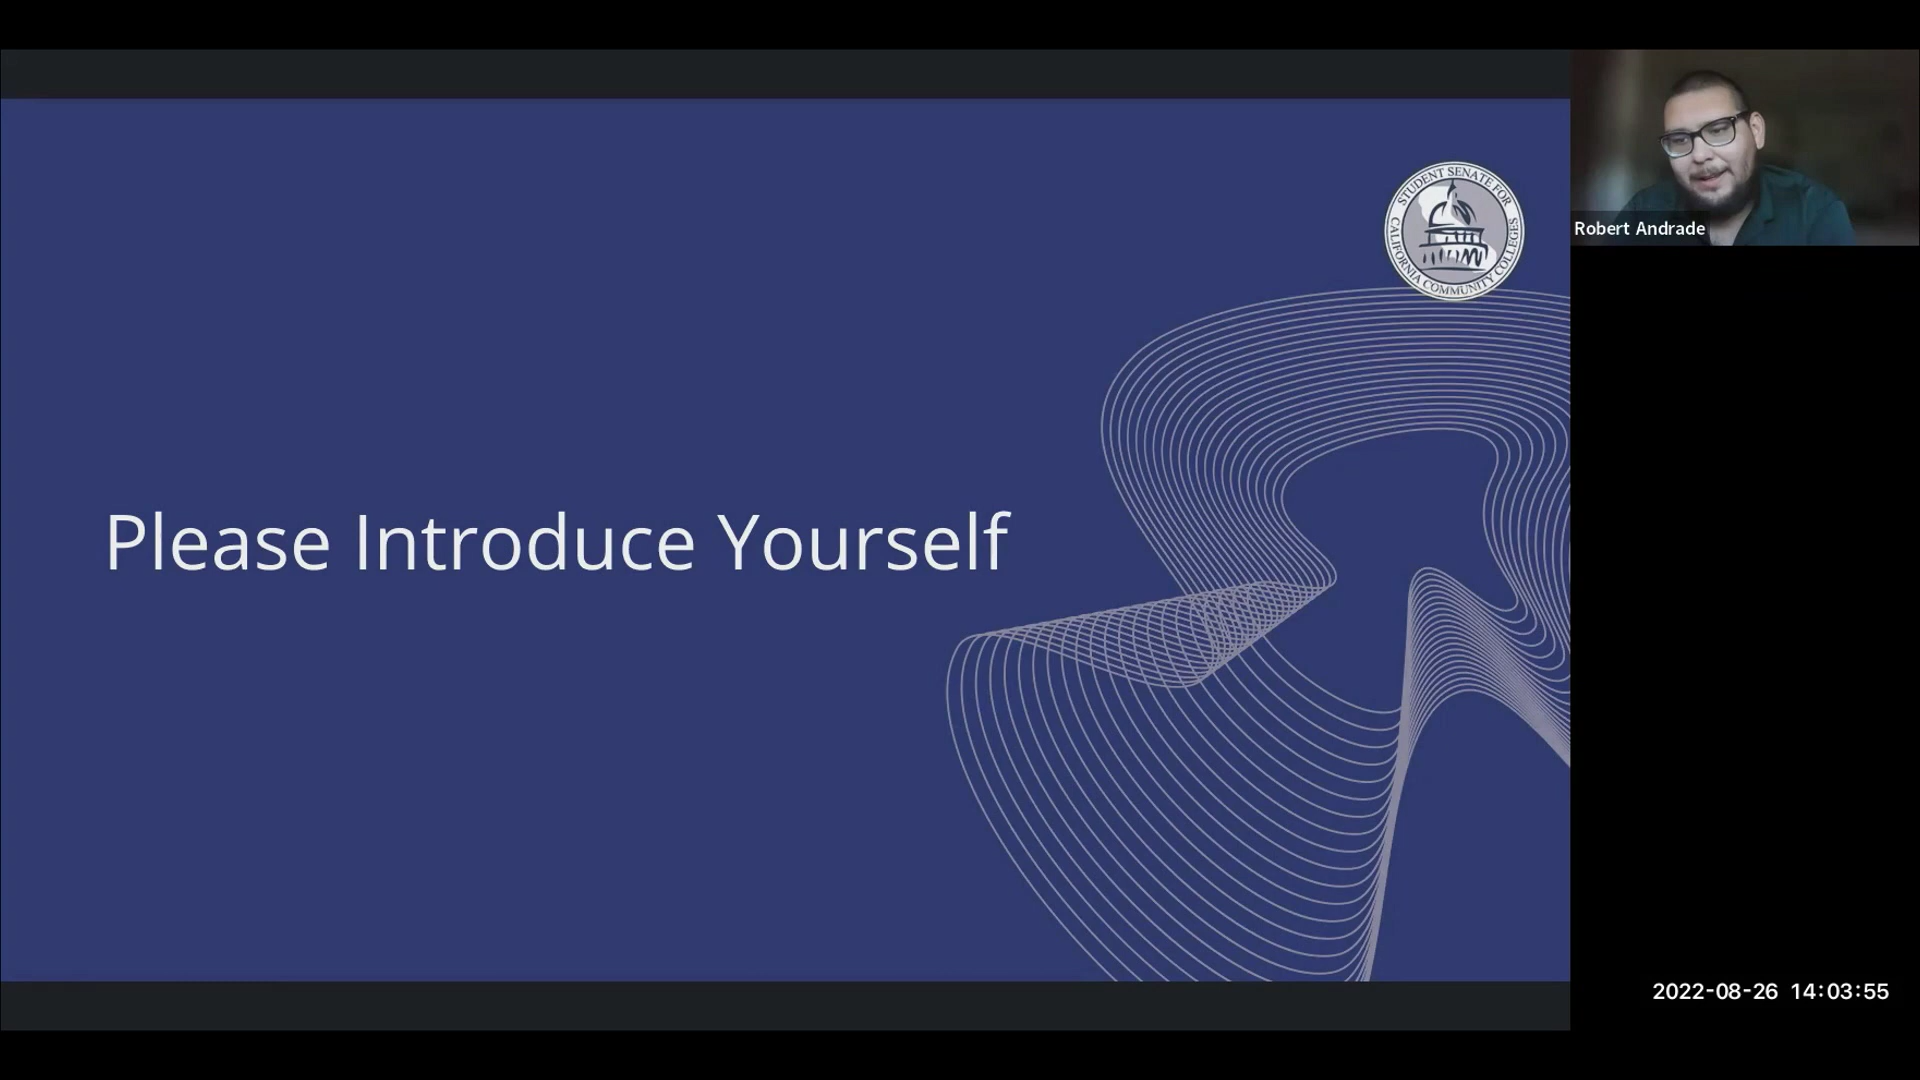 STUDENT SENATE FOR
CALIFORNIA COMMUNITY COLLEGES
Robert Andrade
Please Introduce Yourself
2022-08-26 14:03:55